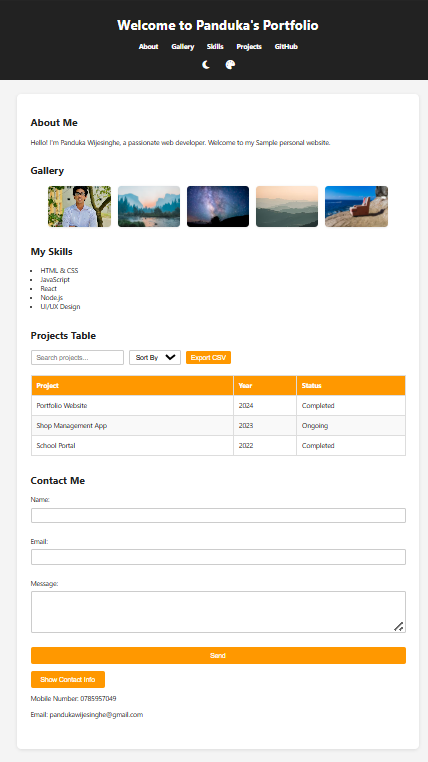 Welcome to Panduka's Portfolio
About Gallery Skills Projects GitHub
About Me
Hello! I'm Panduka Wijesinghe, a passionate web developer. Welcome to my Sample personal website.
Gallery
My Skills
HTML & CSS
JavaScript
React
Node.js
UI/UX Design
Projects Table
Search projects... Sort By Export CSV
Project Year Status
Portfolio Website 2024 Completed
Shop Management App 2023 Ongoing
School Portal 2022 Completed
Contact Me
Name:
Email:
Message:
Send
Show Contact Info
Mobile Number: 0785957049
Email: pandukawijesinghe@gmail.com